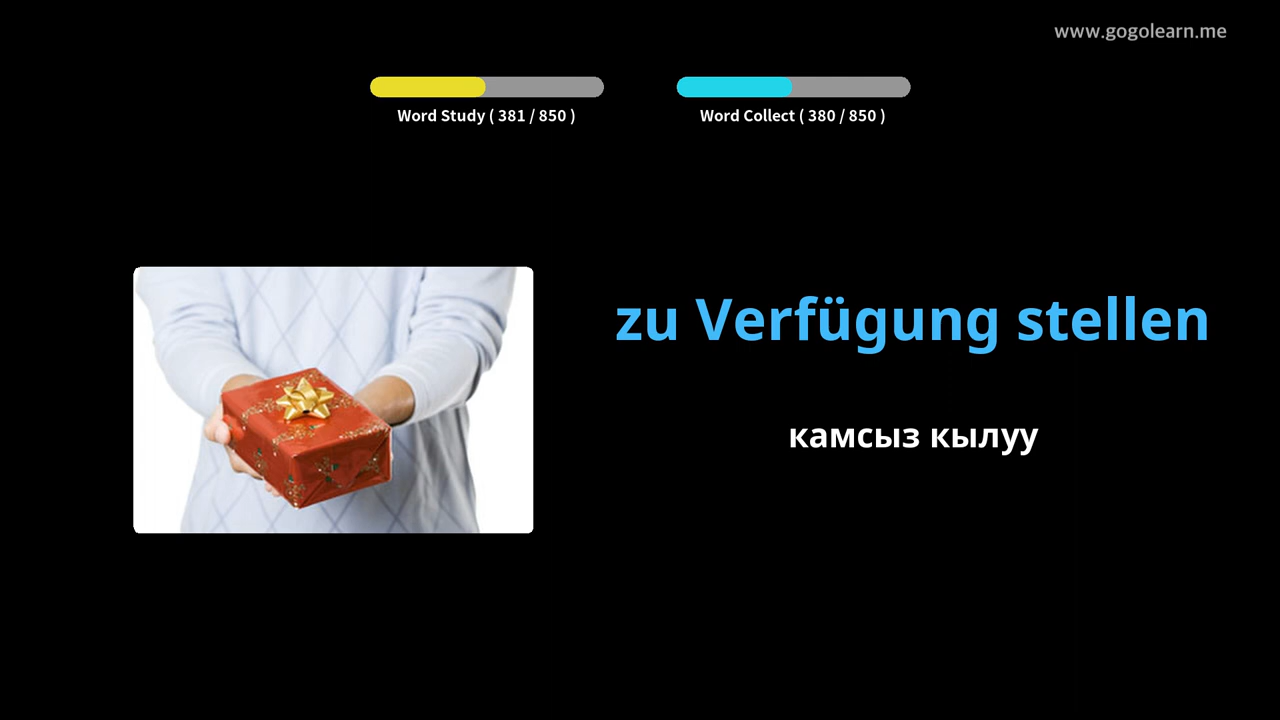 www.gogolearn.me
Word Study ( 381 / 850 )
Word Collect ( 380 / 850 )
zu Verfügung stellen
камсыз кылуу